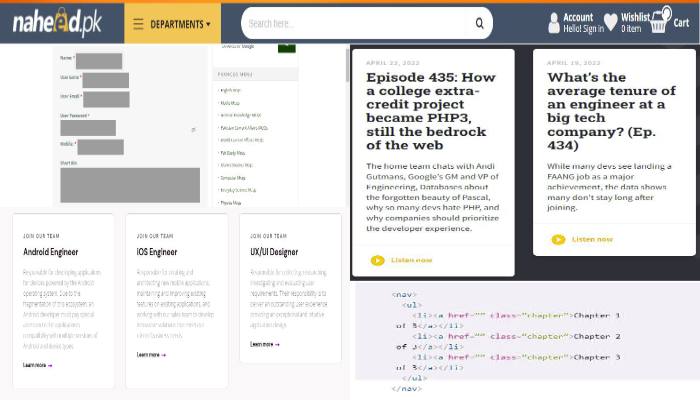 naheed.pk
DEPARTMENTS
Search here...
Account
Hello! Sign in
Wishlist
0 item
0
Cart
Name: *
User name *
User Email *
User Password *
Mobile: *
Short Bio
PHONICES MENU
English Mcqs
Computer Mcqs
Physics Mcqs
APRIL 22, 2022
Episode 435: How
a college extra-
credit project
became PHP3,
still the bedrock
of the web
The home team chats with Andi
Gutmans, Google's GM and VP of
Engineering, Databases about
the forgotten beauty of Pascal,
why so many devs hate PHP, and
why companies should prioritize
the developer experience.
Listen now
APRIL 19, 2022
What's the
average tenure of
an engineer at a
big tech
company? (Ep.
434)
While many devs see landing a
FAANG job as a major
achievement, the data shows
many don't stay long after
joining.
Listen now
JOIN OUR TEAM
Android Engineer
Responsible for developing applications
for devices powered by the Android
operating system. Due to the
fragmentation of this ecosystem, an
Android developer must pay special
attention to the application's
compatibility with multiple versions of
Android and device types.
Learn more →
JOIN OUR TEAM
iOS Engineer
Responsible for creating and
architecting new mobile applications,
maintaining and improving existing
features on existing applications, and
working with our sales team to develop
innovative solutions that meet our
clients' business needs.
Learn more →
JOIN OUR TEAM
UX/UI Designer
Responsible for collecting, researching,
investigating and evaluating user
requirements. Their responsibility is to
deliver an outstanding user experience
providing an exceptional and intuitive
application design.
Learn more →
<nav>
<ul>
<li><a href="" class="chapter">Chapter 1
of 3</a></li>
<li><a href="" class="chapter">Chapter 2
of 3</a></li>
<li><a href="" class="chapter">Chapter 3
of 3</a></li>
</ul>
</nav>